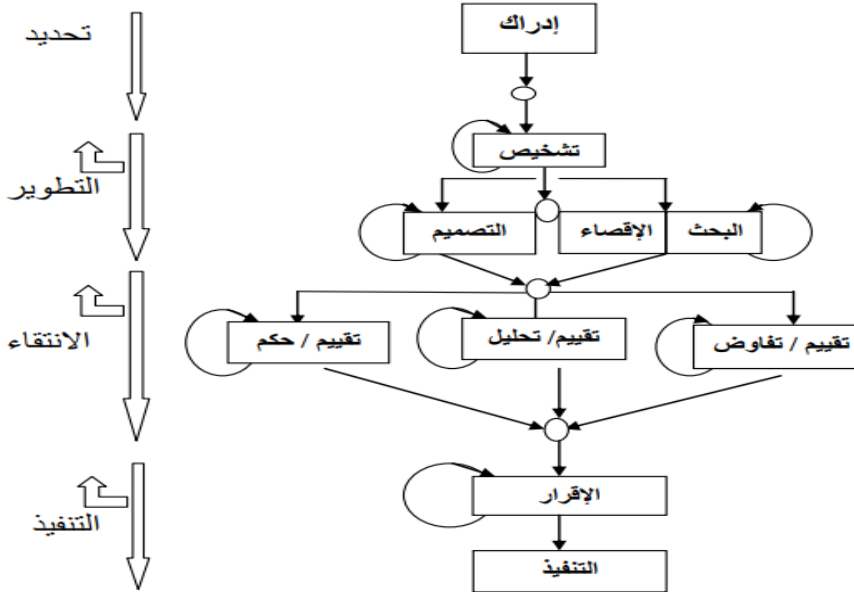 إدراك
تحديد
تشخيص
التطوير
البحث
الإقصاء
التصميم
الانتقاء
تقييم / تفاوض
تقييم/ تحليل
تقييم / حكم
الإقرار
التنفيذ
التنفيذ